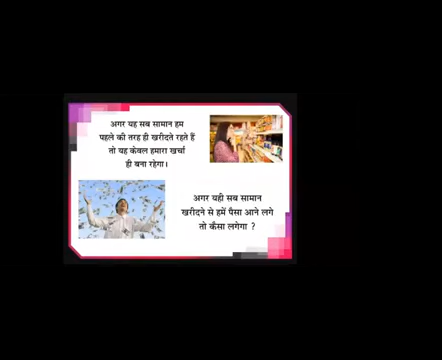 अगर यह सब सामान हम
पहले की तरह ही खरीदते रहते हैं
तो यह केवल हमारा खर्चा
ही बना रहेगा।
अगर यही सब सामान
खरीदने से हमें पैसा आने लगे
तो कैसा लगेगा ?